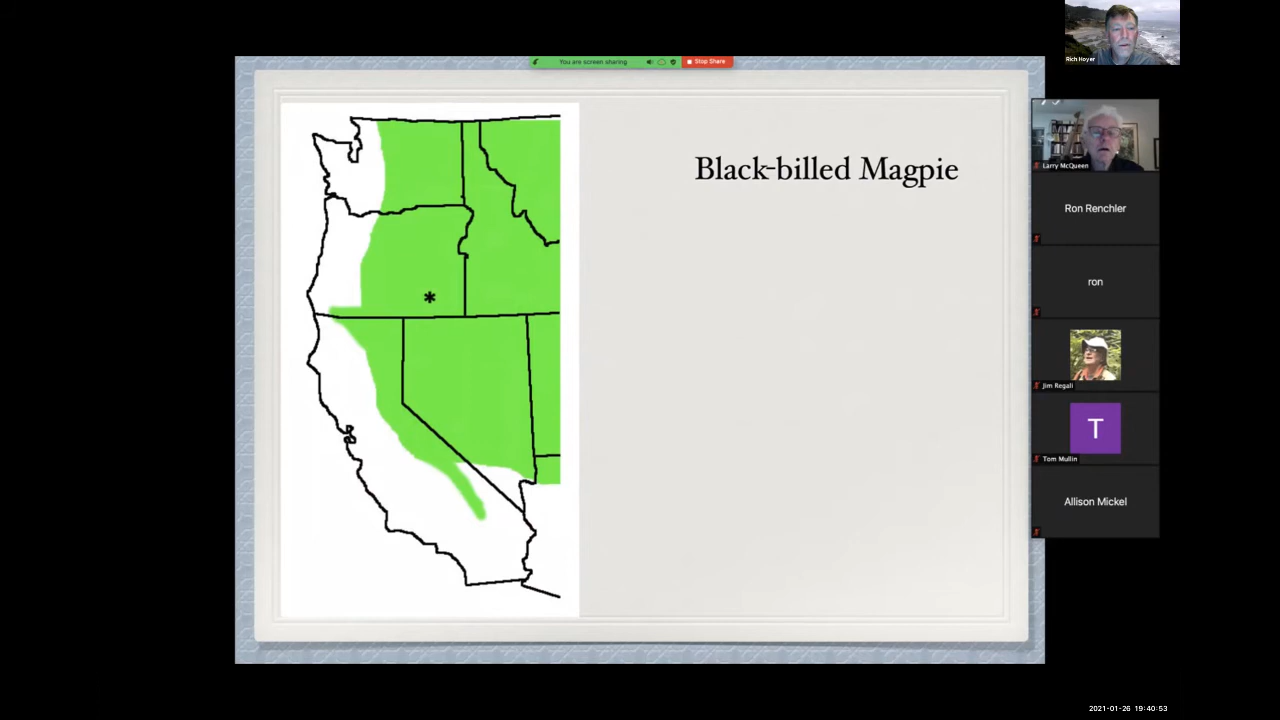 Rich Hoyer
You are screen sharing
Stop Share
Black-billed Magpie
*
Larry McQueen
Ron Renchler
ron
Jim Regali
T
Tom Mullin
Allison Mickel
2021-01-26 19:40:53